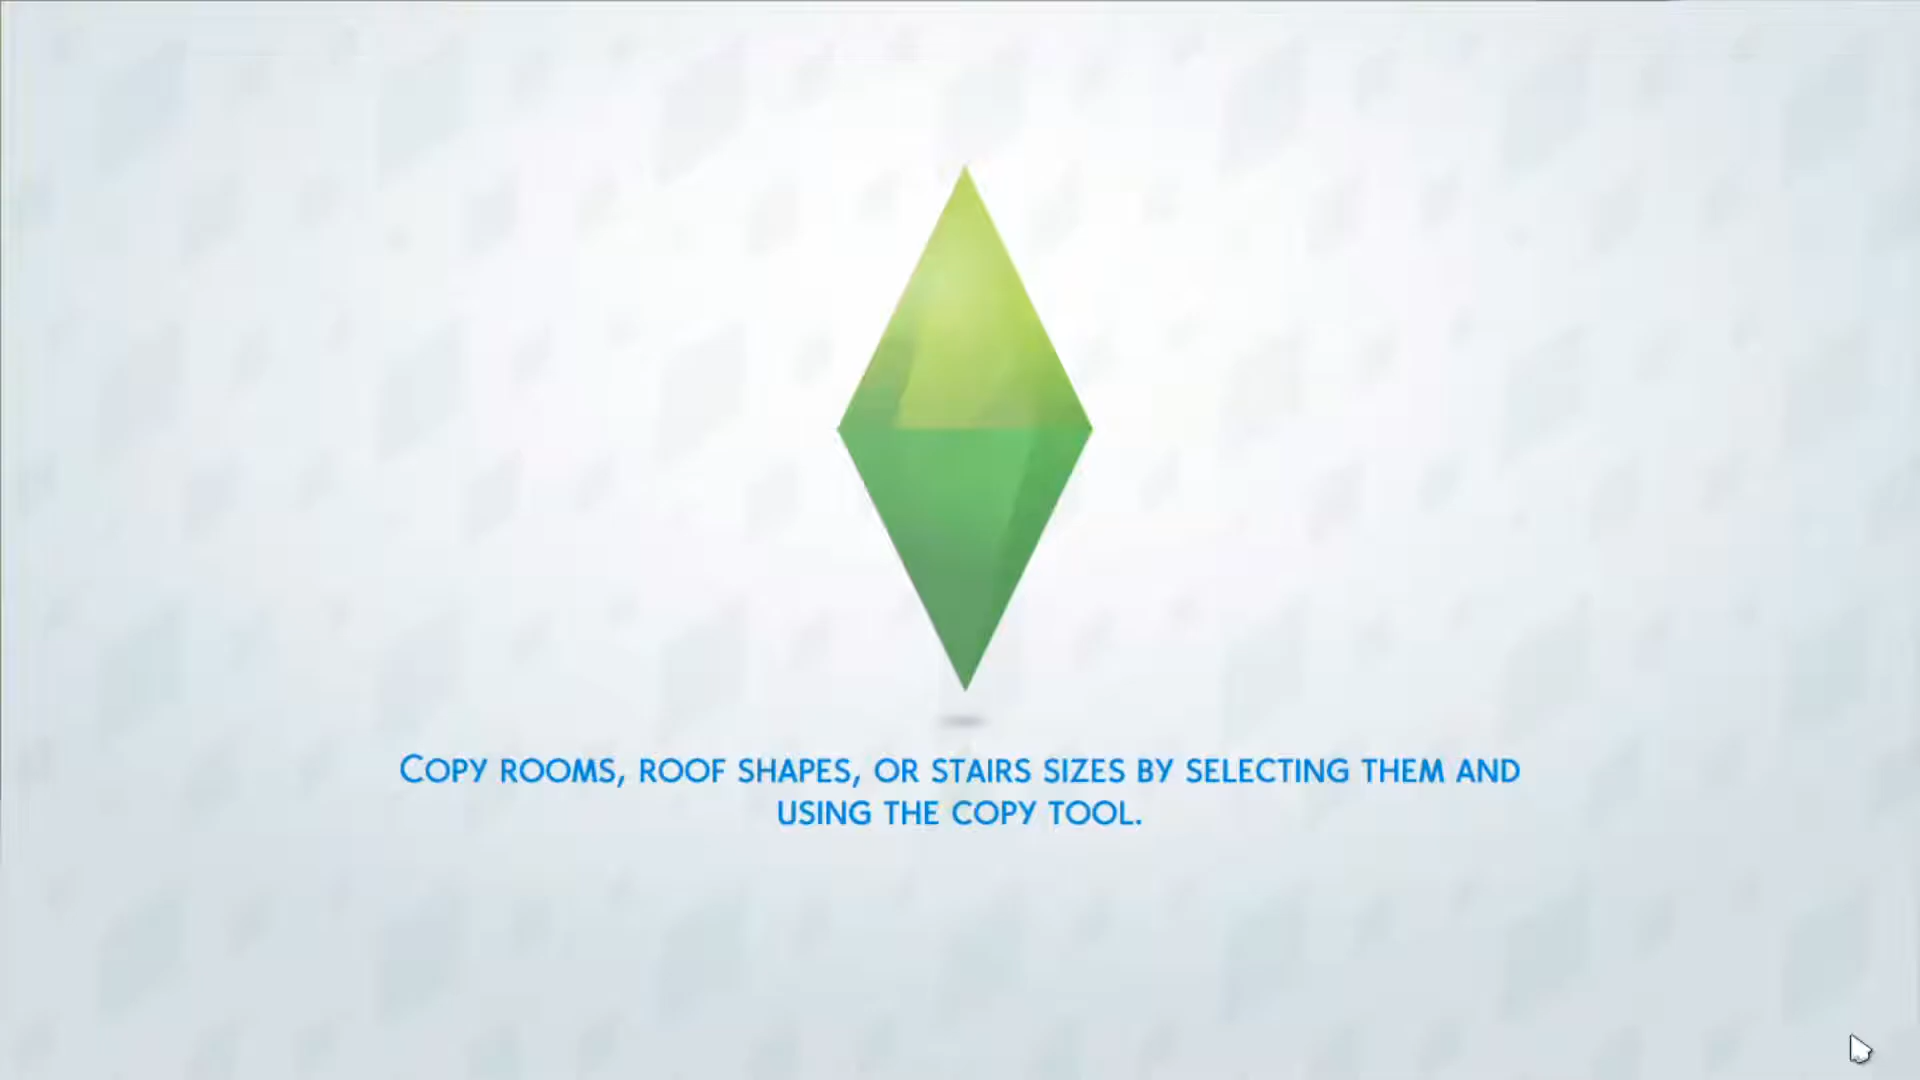 COPY ROOMS, ROOF SHAPES, OR STAIRS SIZES BY SELECTING THEM AND
USING THE COPY TOOL.